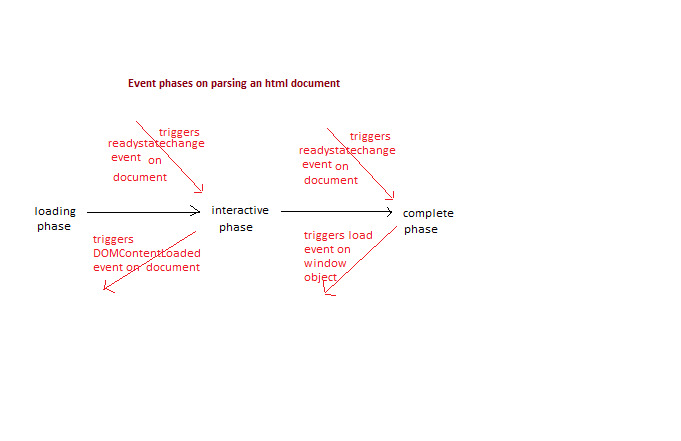 Event phases on parsing an html document
triggers
readystatechange
event on
document
triggers
readystatechange
event on
document
loading
phase
interactive
phase
complete
phase
triggers
DOMContentLoaded
event on document
triggers load
event on
window
object